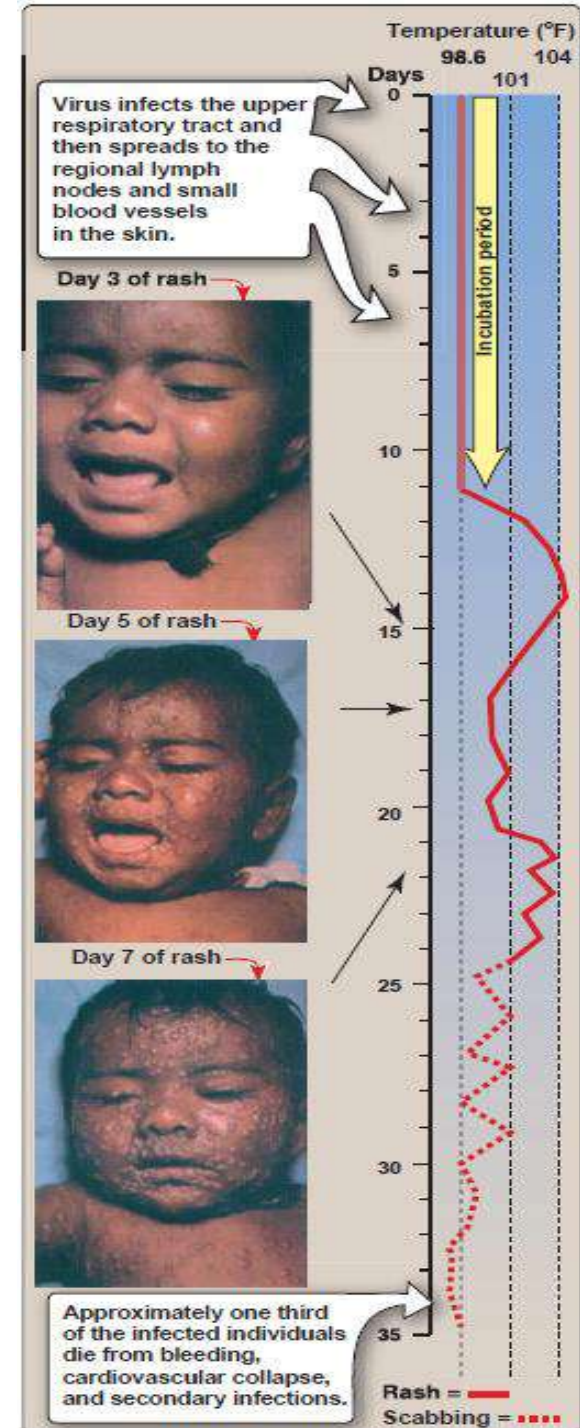 Temperature (°F)
98.6 104
Days 101
0
Virus infects the upper
respiratory tract and
then spreads to the
regional lymph
nodes and small
blood vessels
in the skin.
Incubation period
5
Day 3 of rash
10
15
Day 5 of rash
20
Day 7 of rash
25
30
Approximately one third
of the infected individuals
die from bleeding,
cardiovascular collapse,
and secondary infections.
35
Rash =
Scabbing =